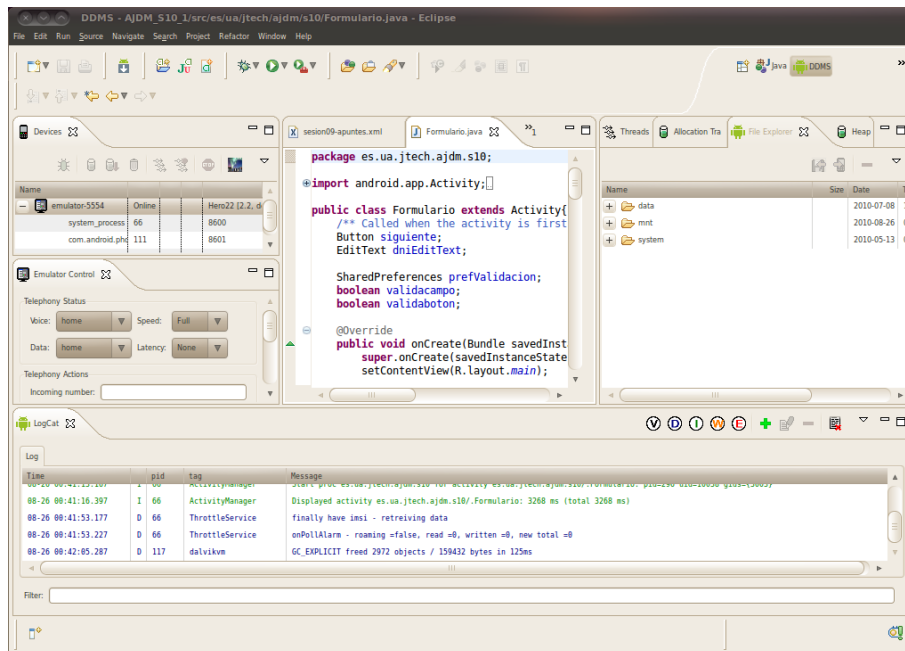 DDMS - AJDM_S10_1/src/es/ua/jtech/ajdm/s10/Formulario.java - Eclipse
File Edit Run Source Navigate Search Project Refactor Window Help
Java DDMS »
Devices
Name
emulator-5554 Online Hero22 [2.2, d
system_process 66 8600
com.android.pho 111 8601
Emulator Control
Telephony Status
Voice: home Speed: Full
Data: home Latency: None
Telephony Actions
Incoming number:
sesion09-apuntes.xml Formulario.java »1
package es.ua.jtech.ajdm.s10;
import android.app.Activity;
public class Formulario extends Activity{
/** Called when the activity is first
Button siguiente;
EditText dniEditText;
SharedPreferences prefValidacion;
boolean validacampo;
boolean validaboton;
@Override
public void onCreate(Bundle savedInst
super.onCreate(savedInstanceState
setContentView(R.layout.main);
Threads Allocation Tra File Explorer Heap
Name Size Date T
data 2010-07-08
mnt 2010-08-26
system 2010-05-13
LogCat
V D I W E
Log
Time pid tag Message
08-26 00:41:16.397 I 66 ActivityManager Displayed activity es.ua.jtech.ajdm.s10/.Formulario: 3268 ms (total 3268 ms)
08-26 00:41:53.177 D 66 ThrottleService finally have imsi - retreiving data
08-26 00:41:53.227 D 66 ThrottleService onPollAlarm - roaming =false, read =0, written =0, new total =0
08-26 00:42:05.287 D 117 dalvikvm GC_EXPLICIT freed 2972 objects / 159432 bytes in 125ms
Filter: